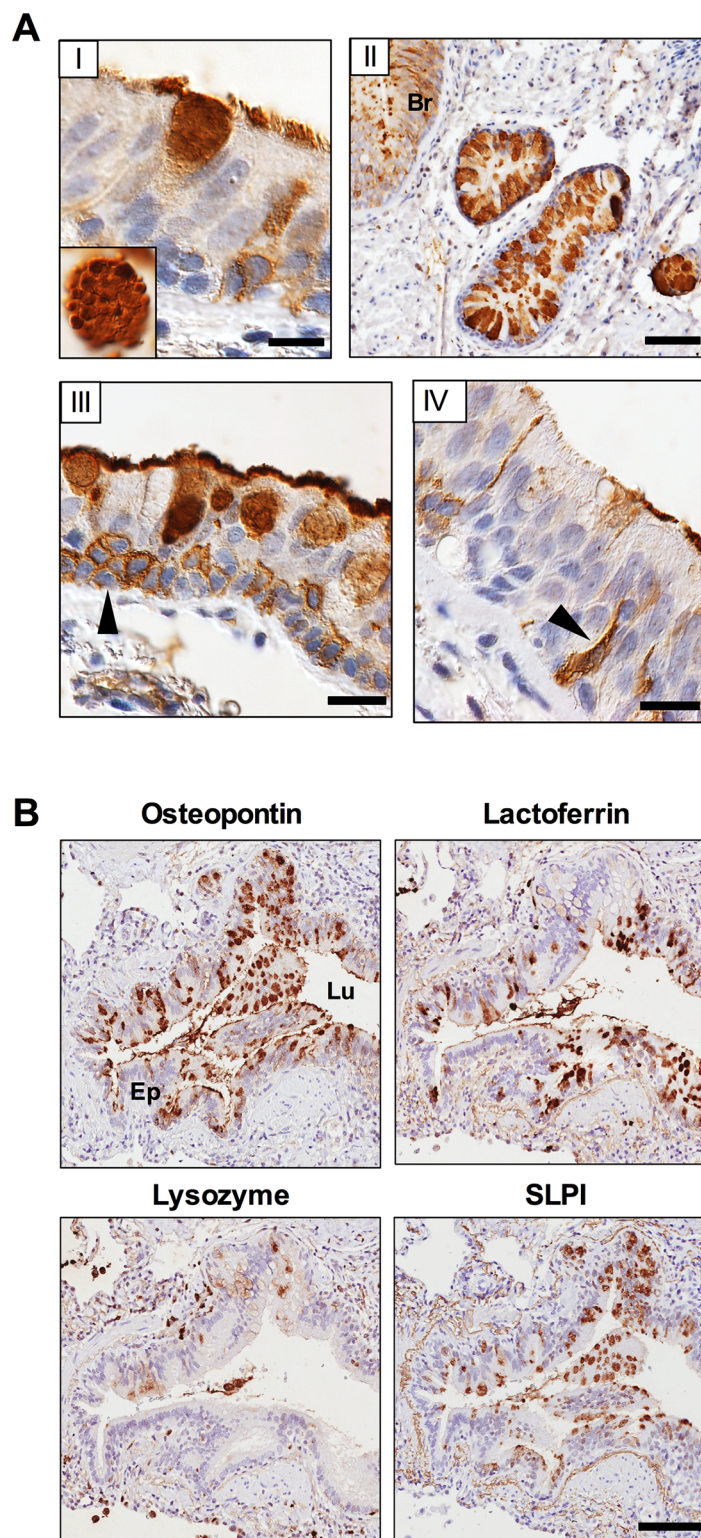 A
I
II
Br
III
IV
B
Osteopontin
Lactoferrin
Lu
Ep
Lysozyme
SLPI